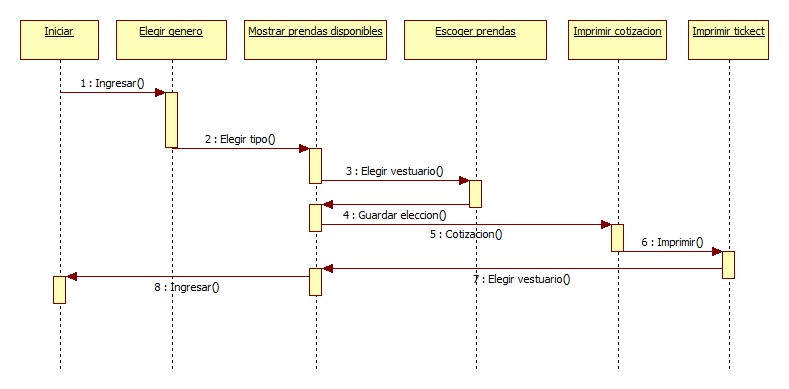 Iniciar
Elegir genero
Mostrar prendas disponibles
Escoger prendas
Imprimir cotizacion
Imprimir tickect
1 : Ingresar()
2 : Elegir tipo()
3 : Elegir vestuario()
4 : Guardar eleccion()
5 : Cotizacion()
6 : Imprimir()
7 : Elegir vestuario()
8 : Ingresar()